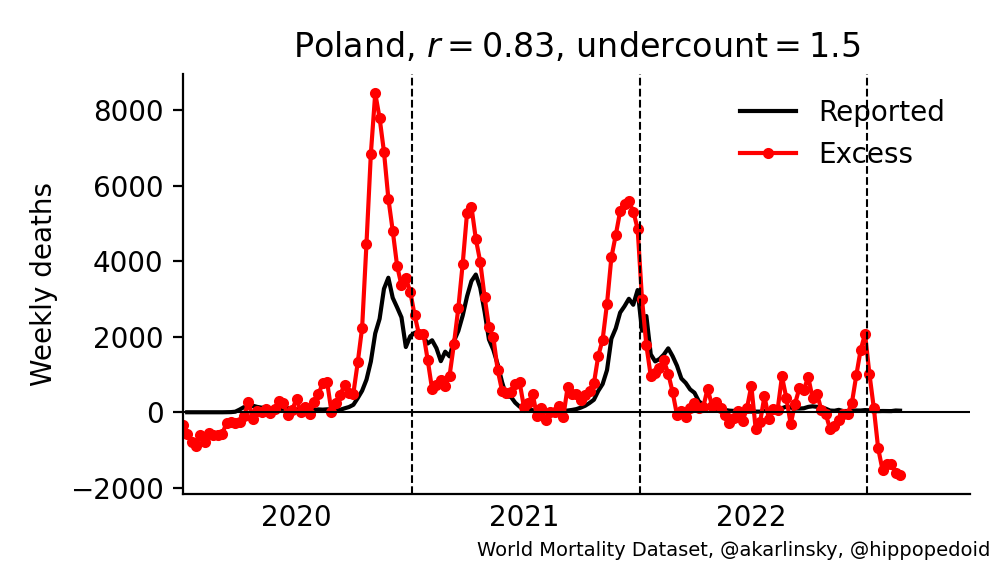 Poland, r = 0.83, undercount = 1.5
Reported
Excess
Weekly deaths
8000
6000
4000
2000
0
−2000
2020 2021 2022
World Mortality Dataset, @akarlinsky, @hippopedoid